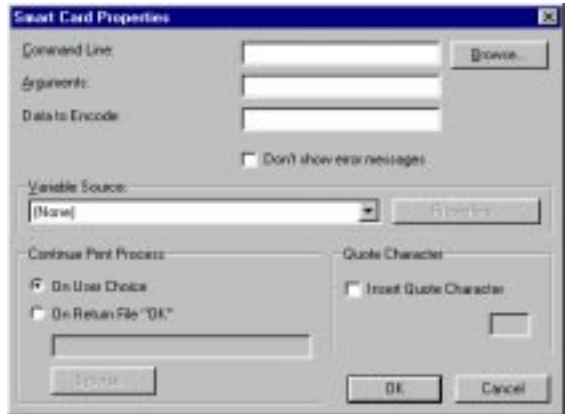 Smart Card Properties
Command Line:
Browse...
Arguments:
Data to Encode
Don't show error messages
Variable Source:
(None)
Continue Print Process
Quote Character
On User Choice
Insert Quote Character
On Return File "OK"
OK
Cancel